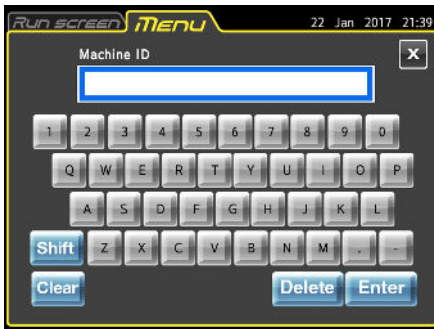 Run screen Menu 22 Jan 2017 21:39
Machine ID X
1 2 3 4 5 6 7 8 9 0
Q W E R T Y U I O P
A S D F G H J K L
Shift Z X C V B N M . -
Clear Delete Enter